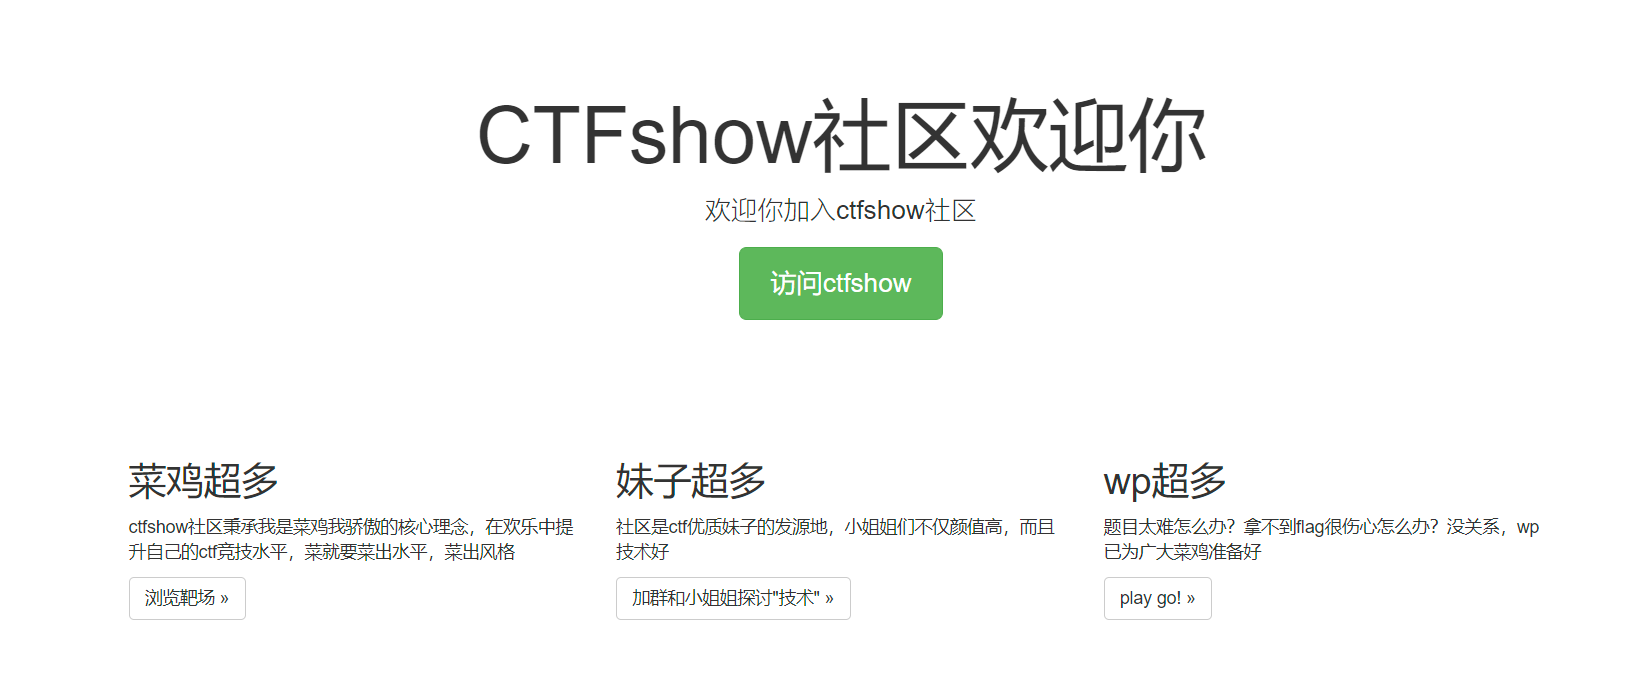 CTFshow社区欢迎你
欢迎你加入ctfshow社区
访问ctfshow
菜鸡超多
ctfshow社区秉承我是菜鸡我骄傲的核心理念，在欢乐中提
升自己的ctf竞技水平，菜就要菜出水平，菜出风格
浏览靶场 »
妹子超多
社区是ctf优质妹子的发源地，小姐姐们不仅颜值高，而且
技术好
加群和小姐姐探讨"技术" »
wp超多
题目太难怎么办？拿不到flag很伤心怎么办？没关系，wp
已为广大菜鸡准备好
play go! »